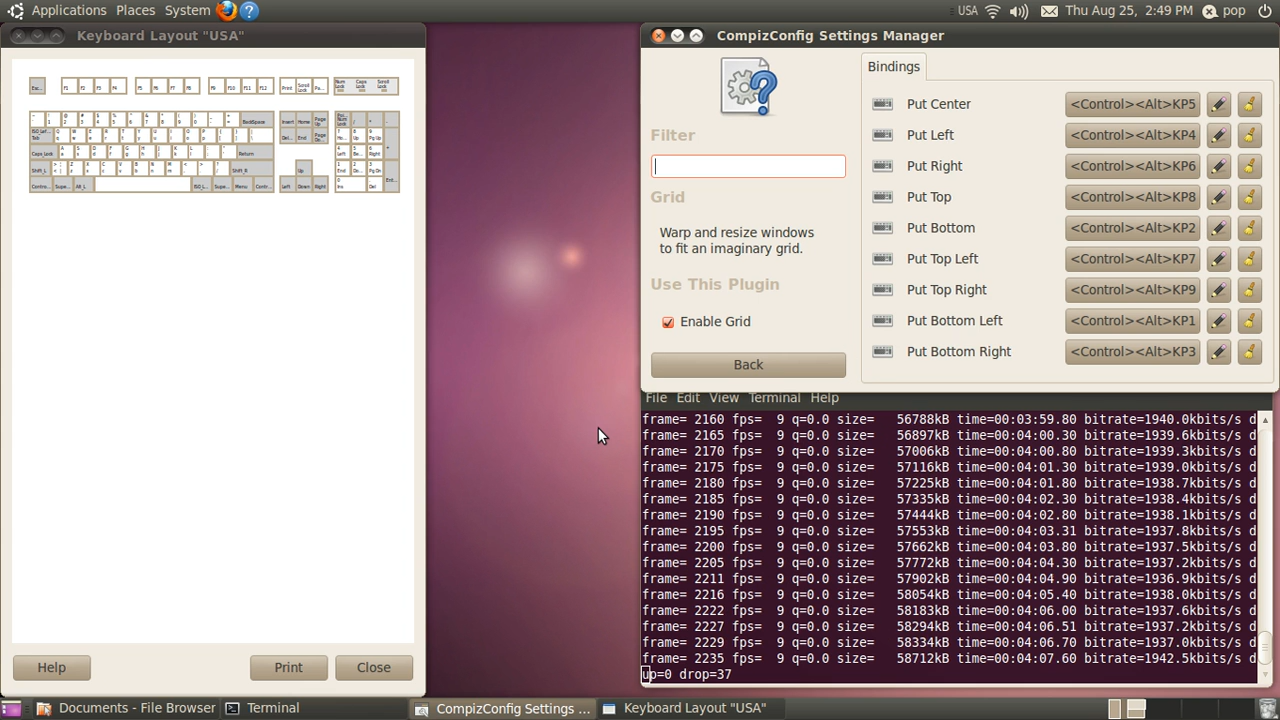 Applications Places System
USA
Thu Aug 25, 2:49 PM
pop
Keyboard Layout "USA"
Help
Print
Close
CompizConfig Settings Manager
Filter
Grid
Warp and resize windows
to fit an imaginary grid.
Use This Plugin
Enable Grid
Back
Bindings
Put Center <Control><Alt>KP5
Put Left <Control><Alt>KP4
Put Right <Control><Alt>KP6
Put Top <Control><Alt>KP8
Put Bottom <Control><Alt>KP2
Put Top Left <Control><Alt>KP7
Put Top Right <Control><Alt>KP9
Put Bottom Left <Control><Alt>KP1
Put Bottom Right <Control><Alt>KP3
File Edit View Terminal Help
frame= 2160 fps= 9 q=0.0 size= 56788kB time=00:03:59.80 bitrate=1940.0kbits/s d
frame= 2165 fps= 9 q=0.0 size= 56897kB time=00:04:00.30 bitrate=1939.6kbits/s d
frame= 2170 fps= 9 q=0.0 size= 57006kB time=00:04:00.80 bitrate=1939.3kbits/s d
frame= 2175 fps= 9 q=0.0 size= 57116kB time=00:04:01.30 bitrate=1939.0kbits/s d
frame= 2180 fps= 9 q=0.0 size= 57225kB time=00:04:01.80 bitrate=1938.7kbits/s d
frame= 2185 fps= 9 q=0.0 size= 57335kB time=00:04:02.30 bitrate=1938.4kbits/s d
frame= 2190 fps= 9 q=0.0 size= 57444kB time=00:04:02.80 bitrate=1938.1kbits/s d
frame= 2195 fps= 9 q=0.0 size= 57553kB time=00:04:03.31 bitrate=1937.8kbits/s d
frame= 2200 fps= 9 q=0.0 size= 57662kB time=00:04:03.80 bitrate=1937.5kbits/s d
frame= 2205 fps= 9 q=0.0 size= 57772kB time=00:04:04.30 bitrate=1937.2kbits/s d
frame= 2211 fps= 9 q=0.0 size= 57902kB time=00:04:04.90 bitrate=1936.9kbits/s d
frame= 2216 fps= 9 q=0.0 size= 58054kB time=00:04:05.40 bitrate=1938.0kbits/s d
frame= 2222 fps= 9 q=0.0 size= 58183kB time=00:04:06.00 bitrate=1937.6kbits/s d
frame= 2227 fps= 9 q=0.0 size= 58294kB time=00:04:06.51 bitrate=1937.2kbits/s d
frame= 2229 fps= 9 q=0.0 size= 58334kB time=00:04:06.70 bitrate=1937.0kbits/s d
frame= 2235 fps= 9 q=0.0 size= 58712kB time=00:04:07.60 bitrate=1942.5kbits/s d
up=0 drop=37
Documents - File Browser
Terminal
CompizConfig Settings ...
Keyboard Layout "USA"